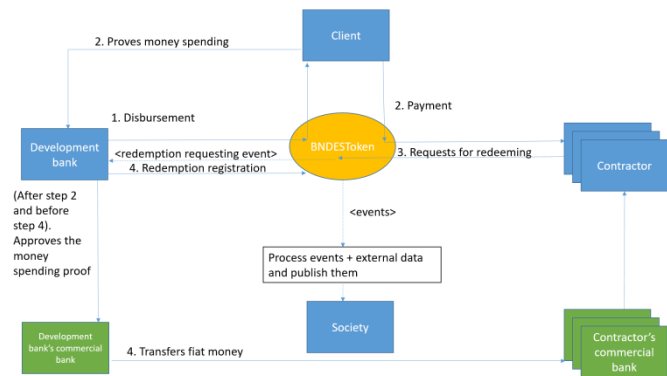 Client
2. Proves money spending
2. Payment
1. Disbursement
Development
bank
BNDESToken
<redemption requesting event>
3. Requests for redeeming
4. Redemption registration
Contractor
(After step 2
and before
step 4).
Approves the
money
spending proof
<events>
Process events + external data
and publish them
Society
Development
bank's commercial
bank
4. Transfers fiat money
Contractor's
commercial
bank